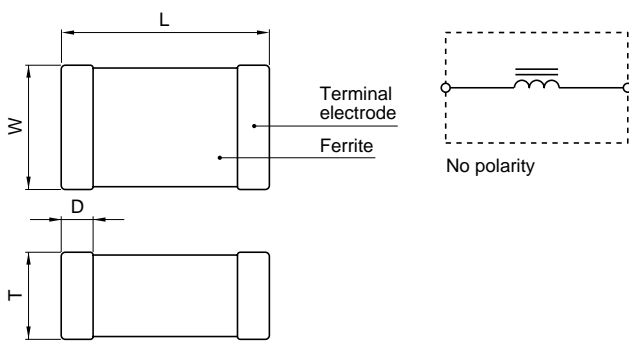 L
W
Terminal
electrode
Ferrite
No polarity
D
T